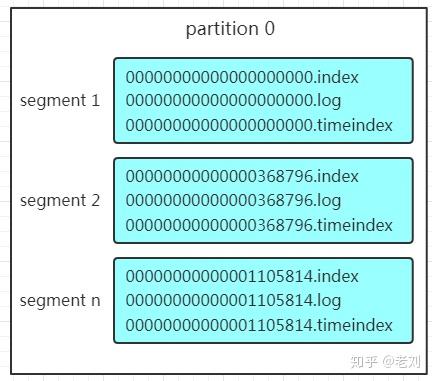 partition 0
segment 1
00000000000000000000.index
00000000000000000000.log
00000000000000000000.timeindex
segment 2
00000000000000368796.index
00000000000000368796.log
00000000000000368796.timeindex
segment n
00000000000001105814.index
00000000000001105814.log
00000000000001105814.timeindex
知乎 @老刘